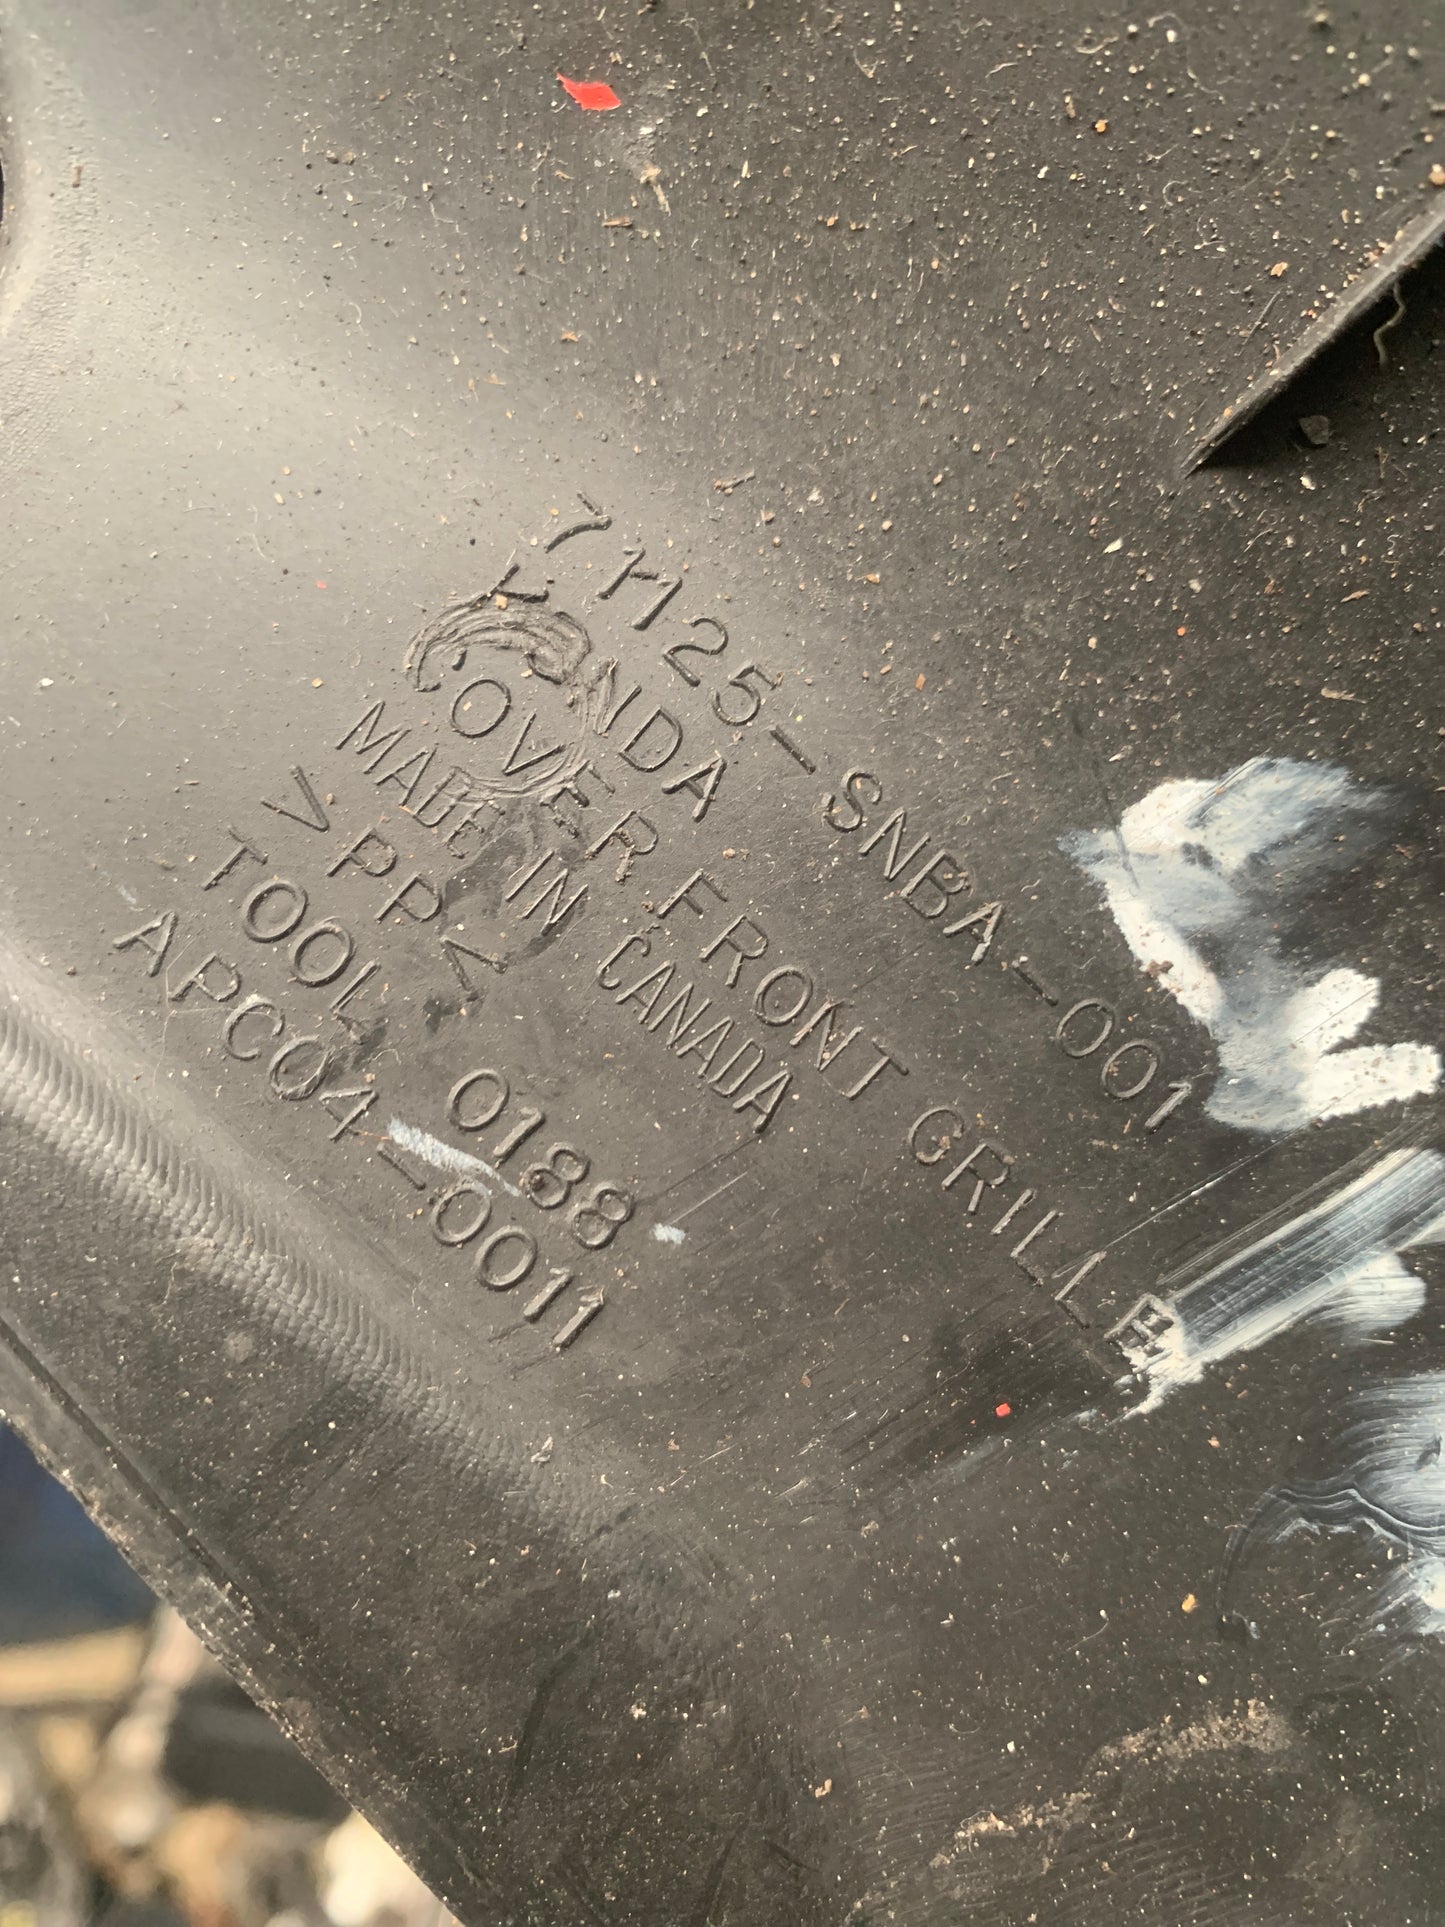 71125-SNBA-001
HONDA
COVER FRONT GRILLE
MADE IN CANADA
>PP<
TOOL 0188
APC04-0011